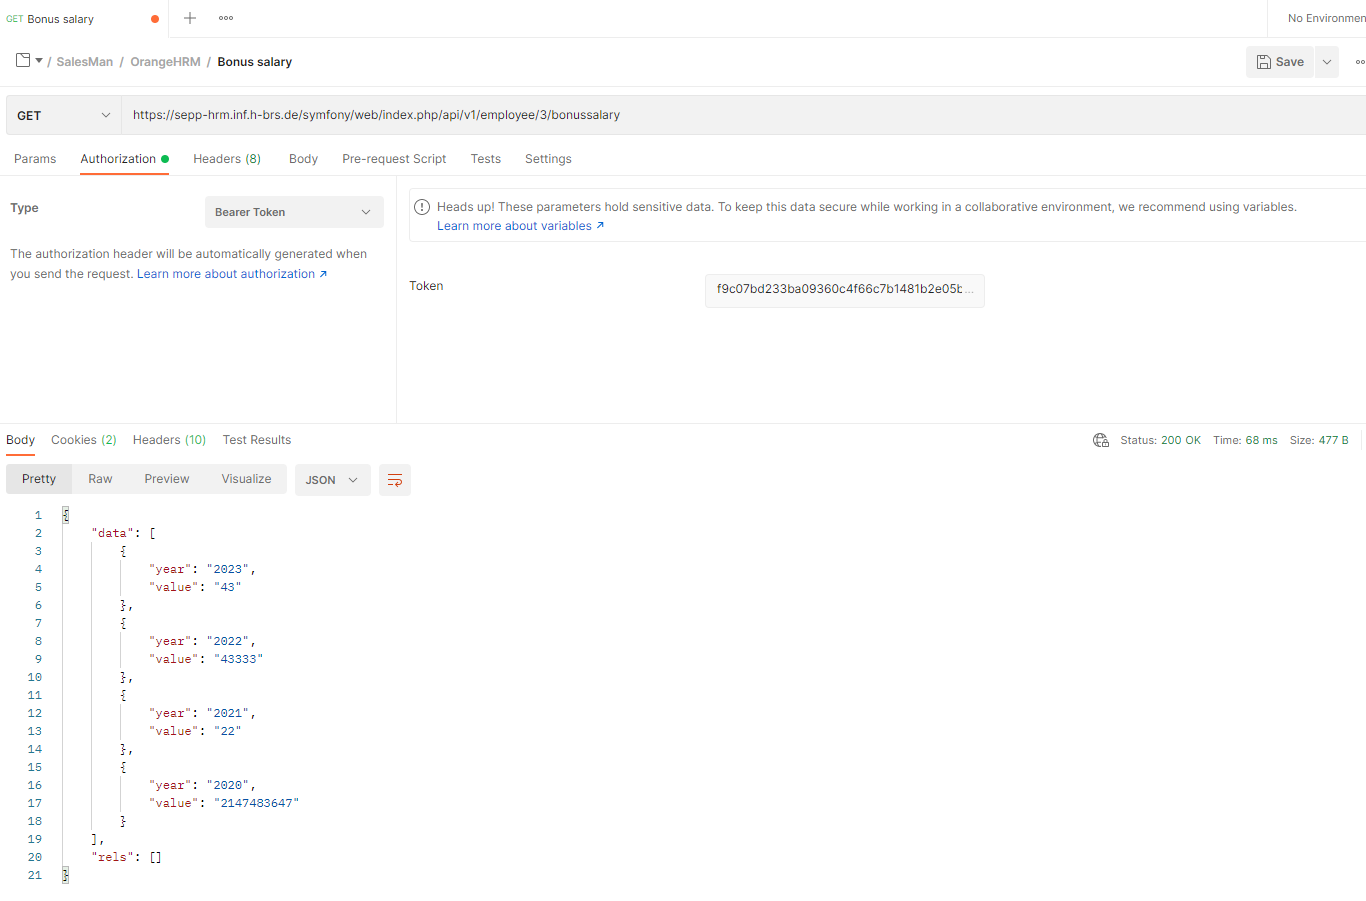 GET Bonus salary
No Environmen
/ SalesMan / OrangeHRM / Bonus salary
Save
GET
https://sepp-hrm.inf.h-brs.de/symfony/web/index.php/api/v1/employee/3/bonussalary
Params Authorization Headers (8) Body Pre-request Script Tests Settings
Type
Bearer Token
The authorization header will be automatically generated when
you send the request. Learn more about authorization ↗
Heads up! These parameters hold sensitive data. To keep this data secure while working in a collaborative environment, we recommend using variables.
Learn more about variables ↗
Token
f9c07bd233ba09360c4f66c7b1481b2e05b...
Body Cookies (2) Headers (10) Test Results
Status: 200 OK Time: 68 ms Size: 477 B
Pretty Raw Preview Visualize JSON
1 {
2 "data": [
3 {
4 "year": "2023",
5 "value": "43"
6 },
7 {
8 "year": "2022",
9 "value": "43333"
10 },
11 {
12 "year": "2021",
13 "value": "22"
14 },
15 {
16 "year": "2020",
17 "value": "2147483647"
18 }
19 ],
20 "rels": []
21 }